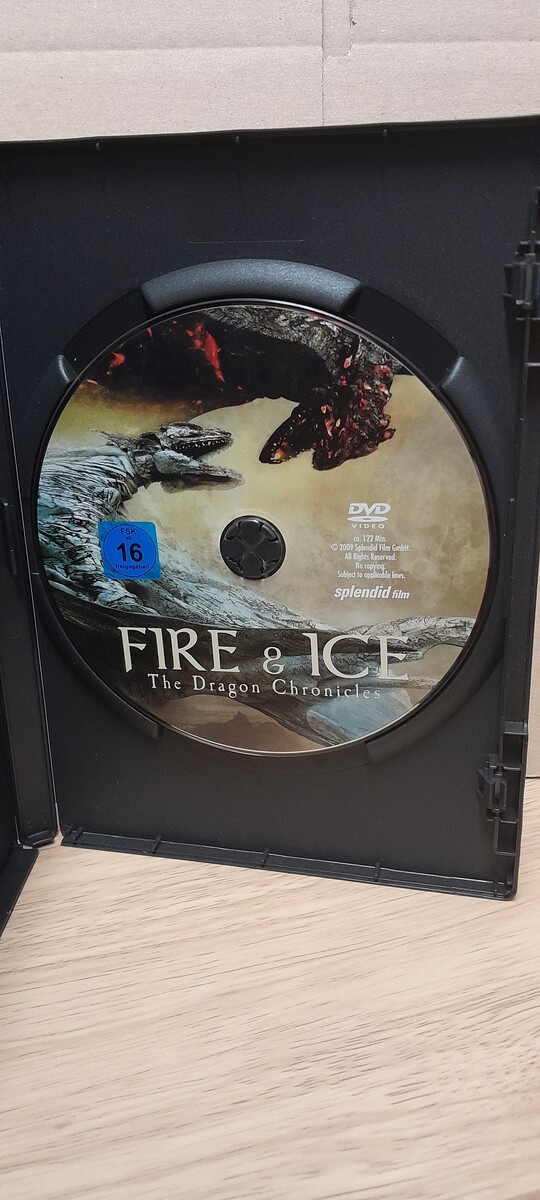 DVD
VIDEO
ca. 122 Min.
© 2009 Splendid Film GmbH.
All Rights Reserved.
No copying.
Subject to applicable laws.
splendid film
FSK
ab
16
freigegeben
FIRE & ICE
The Dragon Chronicles